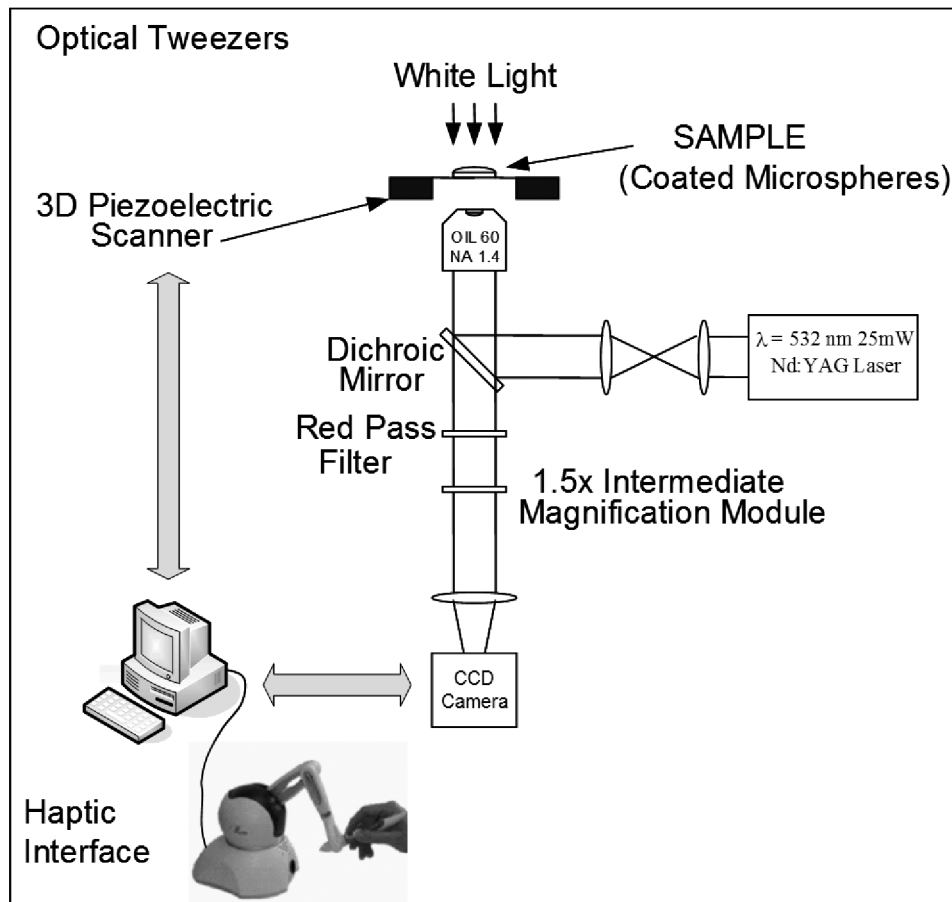 Optical Tweezers
White Light
SAMPLE
(Coated Microspheres)
3D Piezoelectric
Scanner
OIL 60
NA 1.4
λ = 532 nm 25mW
Nd:YAG Laser
Dichroic
Mirror
Red Pass
Filter
1.5x Intermediate
Magnification Module
CCD
Camera
Haptic
Interface